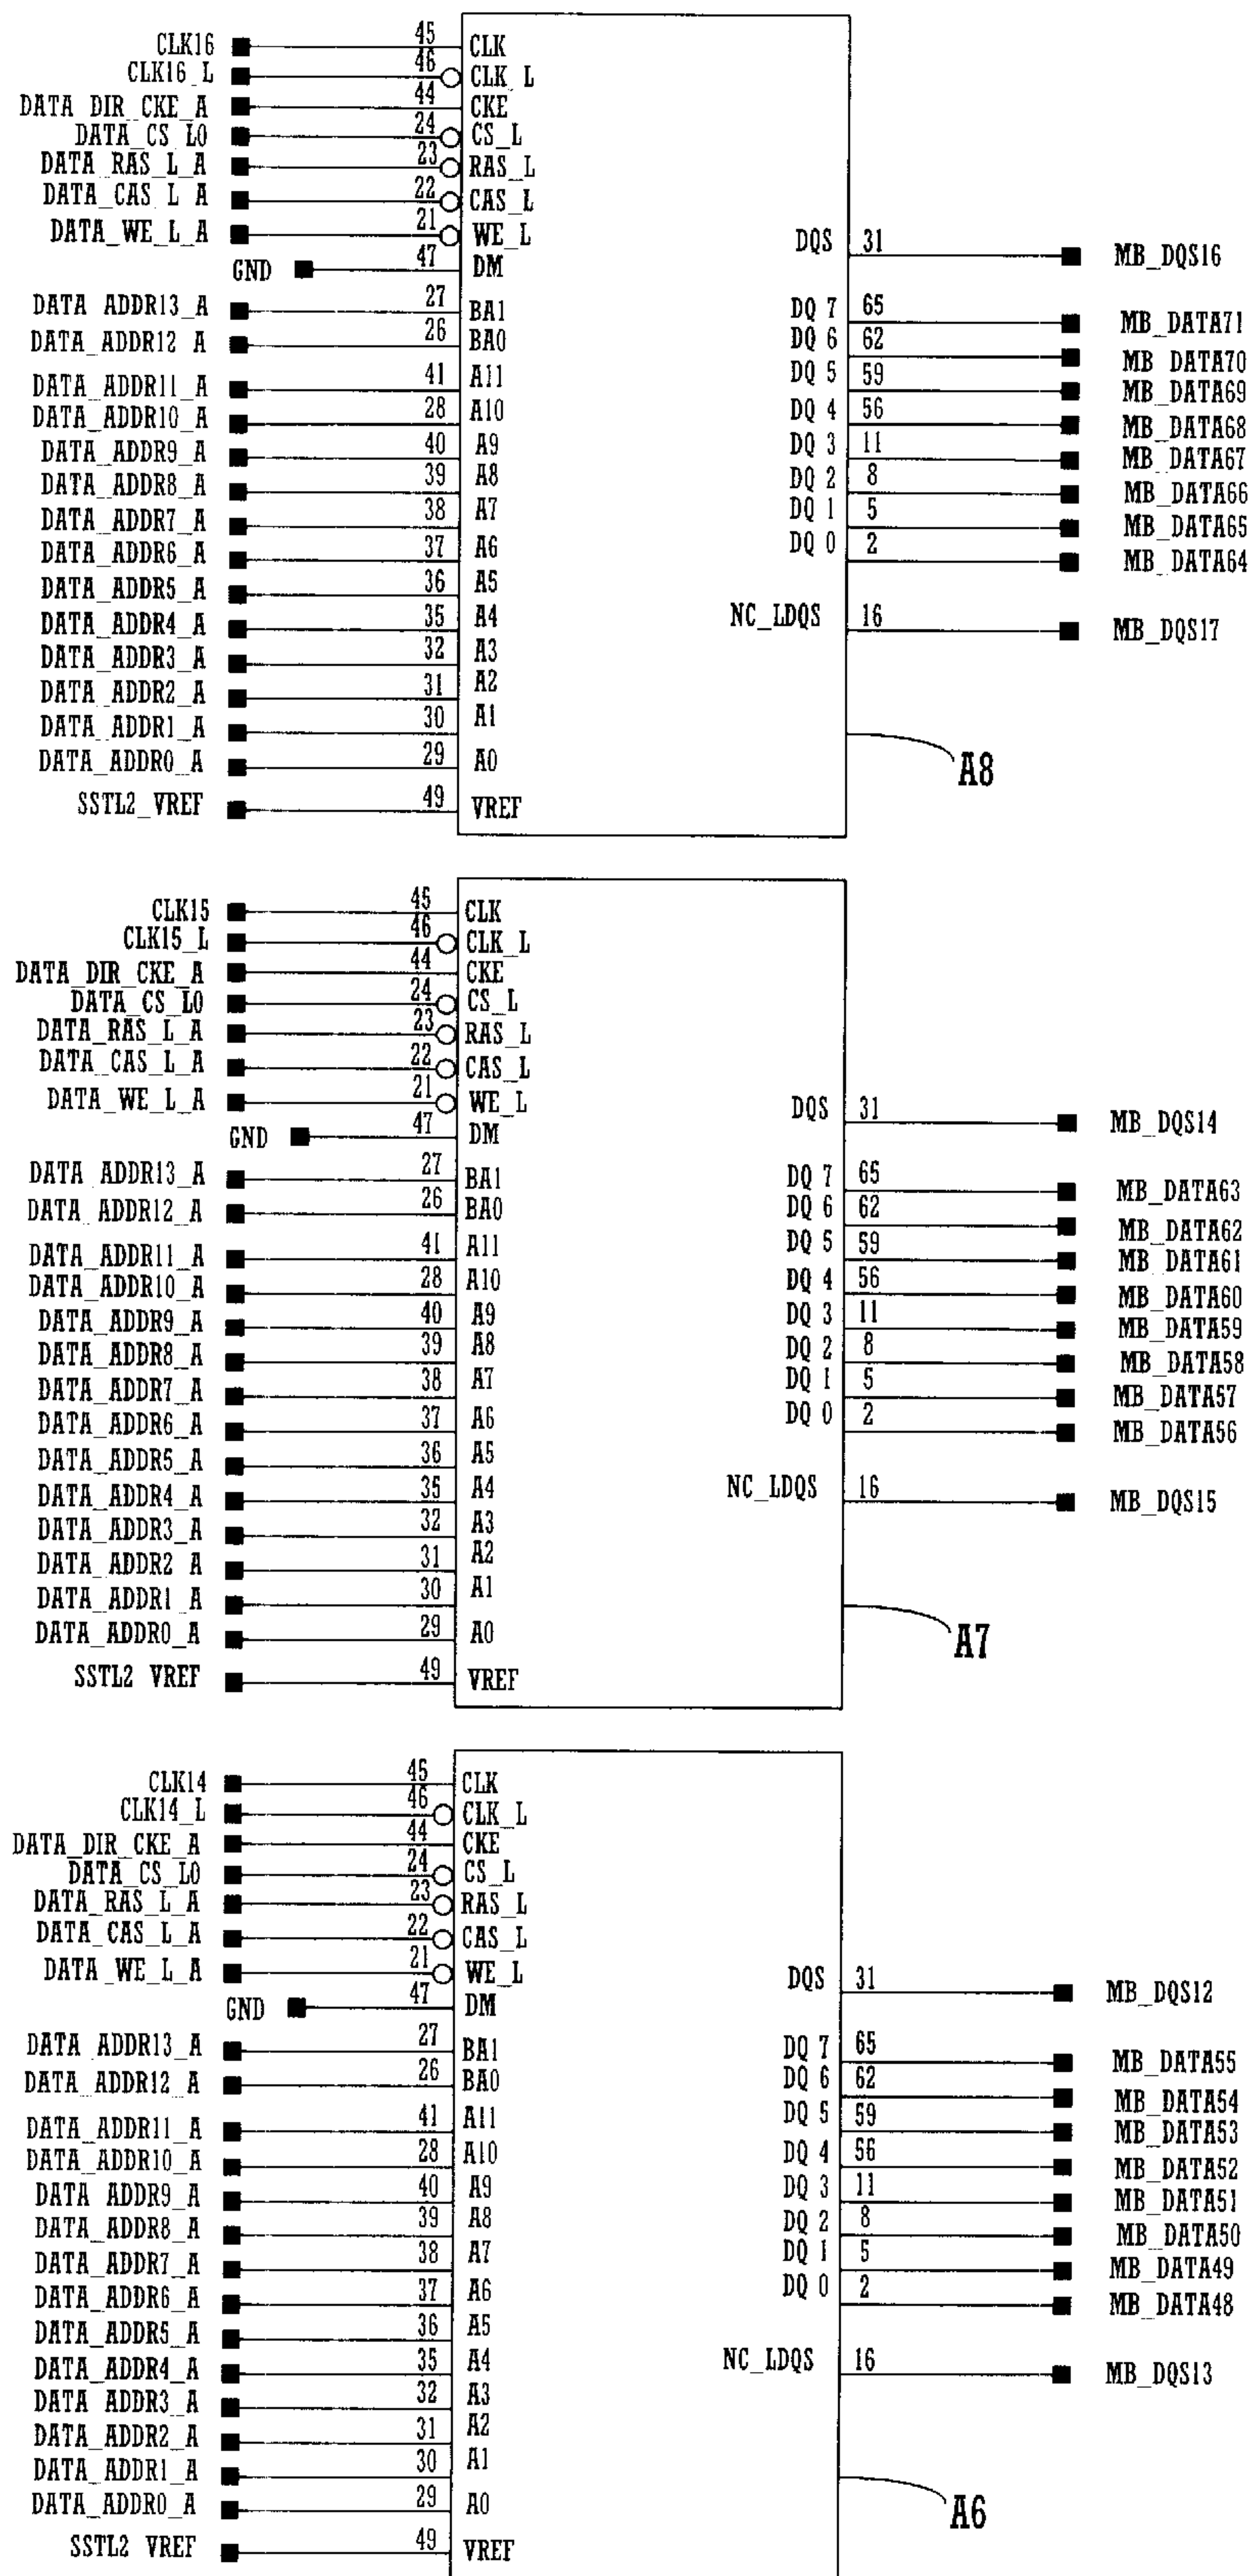 CLK16 45 CLK
CLK16_L 46 CLK_L
DATA_DIR_CKE_A 44 CKE
DATA_CS_L0 24 CS_L
DATA_RAS_L_A 23 RAS_L
DATA_CAS_L_A 22 CAS_L
DATA_WE_L_A 21 WE_L
DQS 31 MB_DQS16
GND 47 DM
DATA_ADDR13_A 27 BA1
DQ 7 65 MB_DATA71
DATA_ADDR12_A 26 BA0
DQ 6 62 MB_DATA70
DATA_ADDR11_A 41 A11
DQ 5 59 MB_DATA69
DATA_ADDR10_A 28 A10
DQ 4 56 MB_DATA68
DATA_ADDR9_A 40 A9
DQ 3 11 MB_DATA67
DATA_ADDR8_A 39 A8
DQ 2 8 MB_DATA66
DATA_ADDR7_A 38 A7
DQ 1 5 MB_DATA65
DATA_ADDR6_A 37 A6
DQ 0 2 MB_DATA64
DATA_ADDR5_A 36 A5
DATA_ADDR4_A 35 A4
NC_LDQS 16 MB_DQS17
DATA_ADDR3_A 32 A3
DATA_ADDR2_A 31 A2
DATA_ADDR1_A 30 A1
DATA_ADDR0_A 29 A0
A8
SSTL2_VREF 49 VREF
CLK15 45 CLK
CLK15_L 46 CLK_L
DATA_DIR_CKE_A 44 CKE
DATA_CS_L0 24 CS_L
DATA_RAS_L_A 23 RAS_L
DATA_CAS_L_A 22 CAS_L
DATA_WE_L_A 21 WE_L
DQS 31 MB_DQS14
GND 47 DM
DATA_ADDR13_A 27 BA1
DQ 7 65 MB_DATA63
DATA_ADDR12_A 26 BA0
DQ 6 62 MB_DATA62
DATA_ADDR11_A 41 A11
DQ 5 59 MB_DATA61
DATA_ADDR10_A 28 A10
DQ 4 56 MB_DATA60
DATA_ADDR9_A 40 A9
DQ 3 11 MB_DATA59
DATA_ADDR8_A 39 A8
DQ 2 8 MB_DATA58
DATA_ADDR7_A 38 A7
DQ 1 5 MB_DATA57
DATA_ADDR6_A 37 A6
DQ 0 2 MB_DATA56
DATA_ADDR5_A 36 A5
DATA_ADDR4_A 35 A4
NC_LDQS 16 MB_DQS15
DATA_ADDR3_A 32 A3
DATA_ADDR2_A 31 A2
DATA_ADDR1_A 30 A1
DATA_ADDR0_A 29 A0
A7
SSTL2 VREF 49 VREF
CLK14 45 CLK
CLK14_L 46 CLK_L
DATA_DIR_CKE_A 44 CKE
DATA_CS_L0 24 CS_L
DATA_RAS_L_A 23 RAS_L
DATA_CAS_L_A 22 CAS_L
DATA_WE_L_A 21 WE_L
DQS 31 MB_DQS12
GND 47 DM
DATA_ADDR13_A 27 BA1
DQ 7 65 MB_DATA55
DATA_ADDR12_A 26 BA0
DQ 6 62 MB_DATA54
DATA_ADDR11_A 41 A11
DQ 5 59 MB_DATA53
DATA_ADDR10_A 28 A10
DQ 4 56 MB_DATA52
DATA_ADDR9_A 40 A9
DQ 3 11 MB_DATA51
DATA_ADDR8_A 39 A8
DQ 2 8 MB_DATA50
DATA_ADDR7_A 38 A7
DQ 1 5 MB_DATA49
DATA_ADDR6_A 37 A6
DQ 0 2 MB_DATA48
DATA_ADDR5_A 36 A5
DATA_ADDR4_A 35 A4
NC_LDQS 16 MB_DQS13
DATA_ADDR3_A 32 A3
DATA_ADDR2_A 31 A2
DATA_ADDR1_A 30 A1
DATA_ADDR0_A 29 A0
A6
SSTL2 VREF 49 VREF